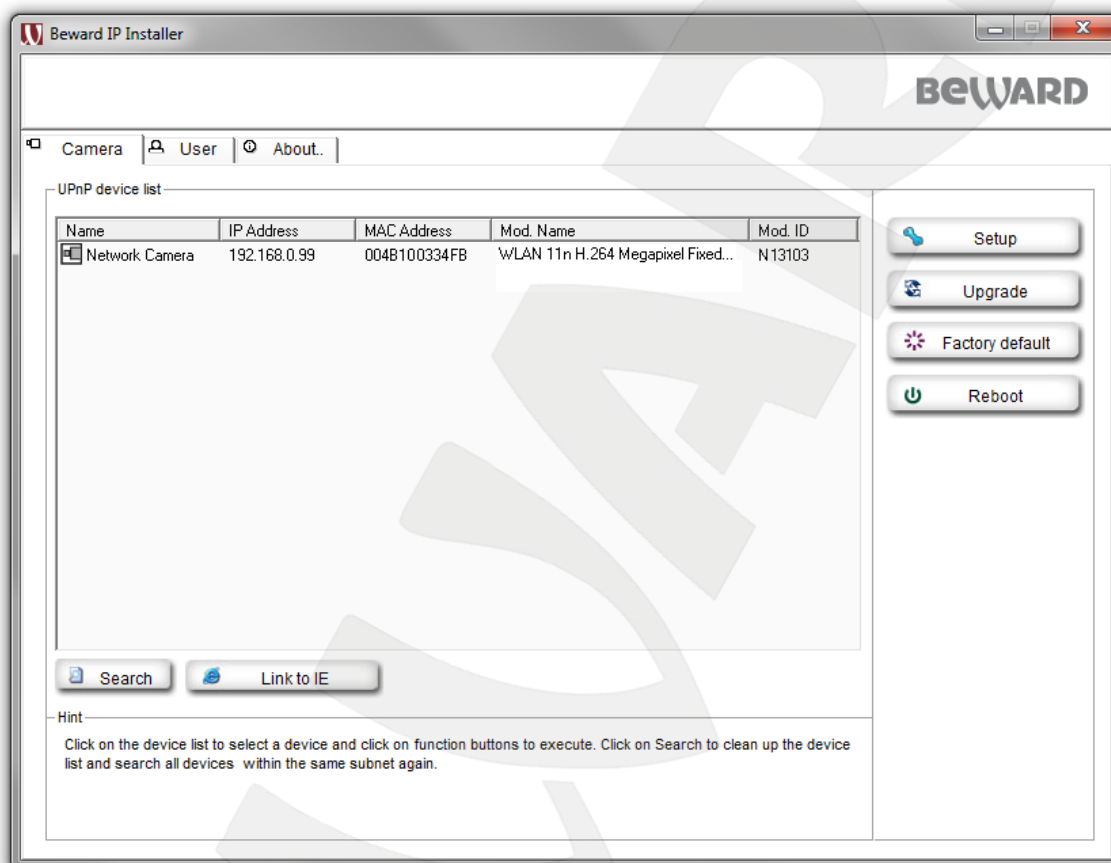 Beward IP Installer
BEWARD
Camera
User
About..
UPnP device list
Name IP Address MAC Address Mod. Name Mod. ID
Network Camera 192.168.0.99 004B100334FB WLAN 11n H.264 Megapixel Fixed... N13103
Setup
Upgrade
Factory default
Reboot
Search
Link to IE
Hint
Click on the device list to select a device and click on function buttons to execute. Click on Search to clean up the device
list and search all devices within the same subnet again.